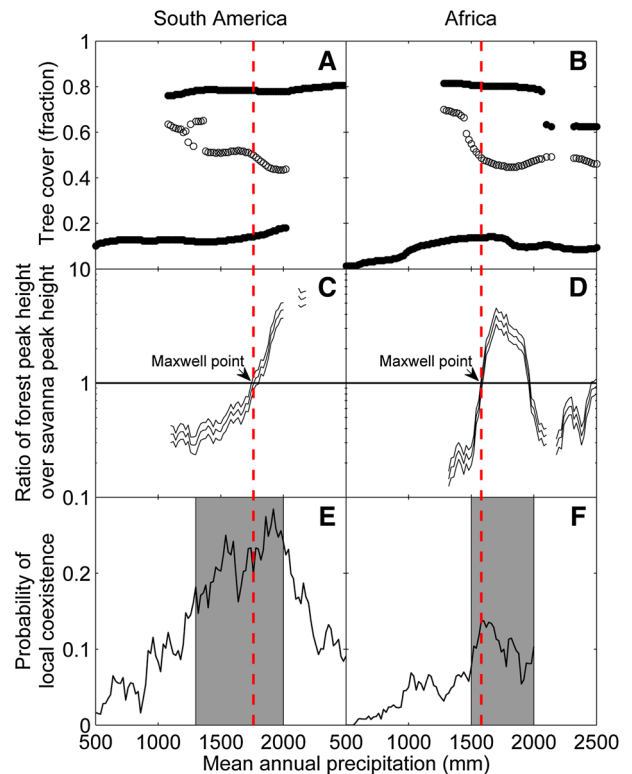 South America
Africa
A
B
1
0.8
0.6
0.4
0.2
Tree cover (fraction)
C
D
10
1
0.1
Maxwell point
Maxwell point
Ratio of forest peak height
over savanna peak height
E
F
0.2
0.1
0
Probability of
local coexistence
500
1000
1500
2000
500
1000
1500
2000
2500
Mean annual precipitation (mm)